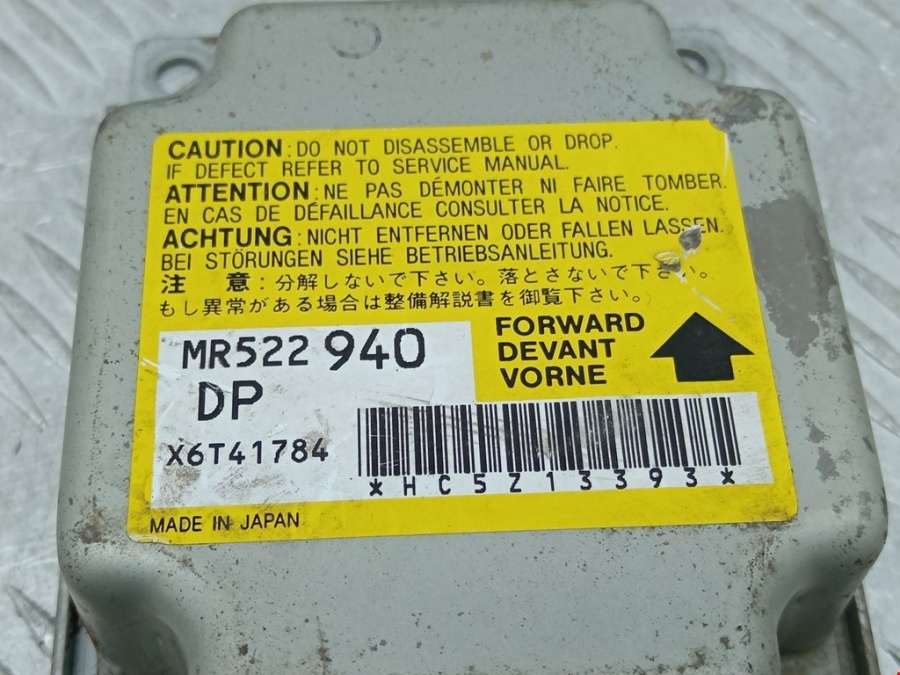 CAUTION : DO NOT DISASSEMBLE OR DROP.
IF DEFECT REFER TO SERVICE MANUAL.
ATTENTION : NE PAS DÉMONTER NI FAIRE TOMBER.
EN CAS DE DÉFAILLANCE CONSULTER LA NOTICE.
ACHTUNG : NICHT ENTFERNEN ODER FALLEN LASSEN.
BEI STÖRUNGEN SIEHE BETRIEBSANLEITUNG.
注 意 : 分解しないで下さい。落とさないで下さい。
もし異常がある場合は整備解説書を御覧下さい。
MR522 940
DP
X6T41784
FORWARD
DEVANT
VORNE
*HC5Z13393*
MADE IN JAPAN